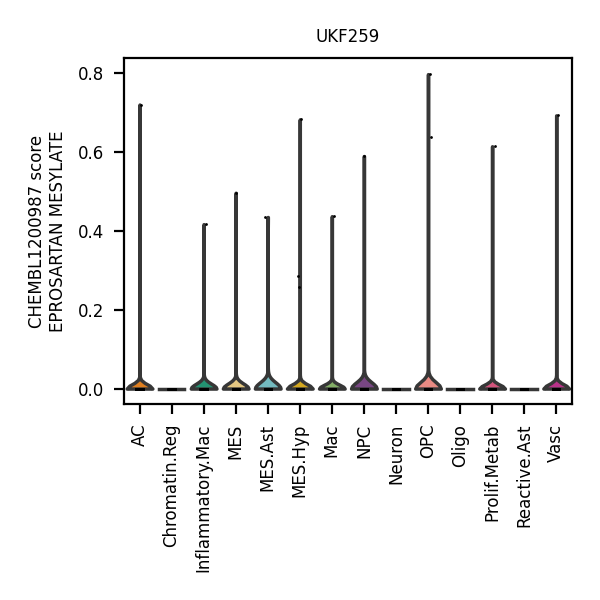 UKF259
CHEMBL1200987 score
EPROSARTAN MESYLATE
0.8
0.6
0.4
0.2
0.0
AC
Chromatin.Reg
Inflammatory.Mac
MES
MES.Ast
MES.Hyp
Mac
NPC
Neuron
OPC
Oligo
Prolif.Metab
Reactive.Ast
Vasc